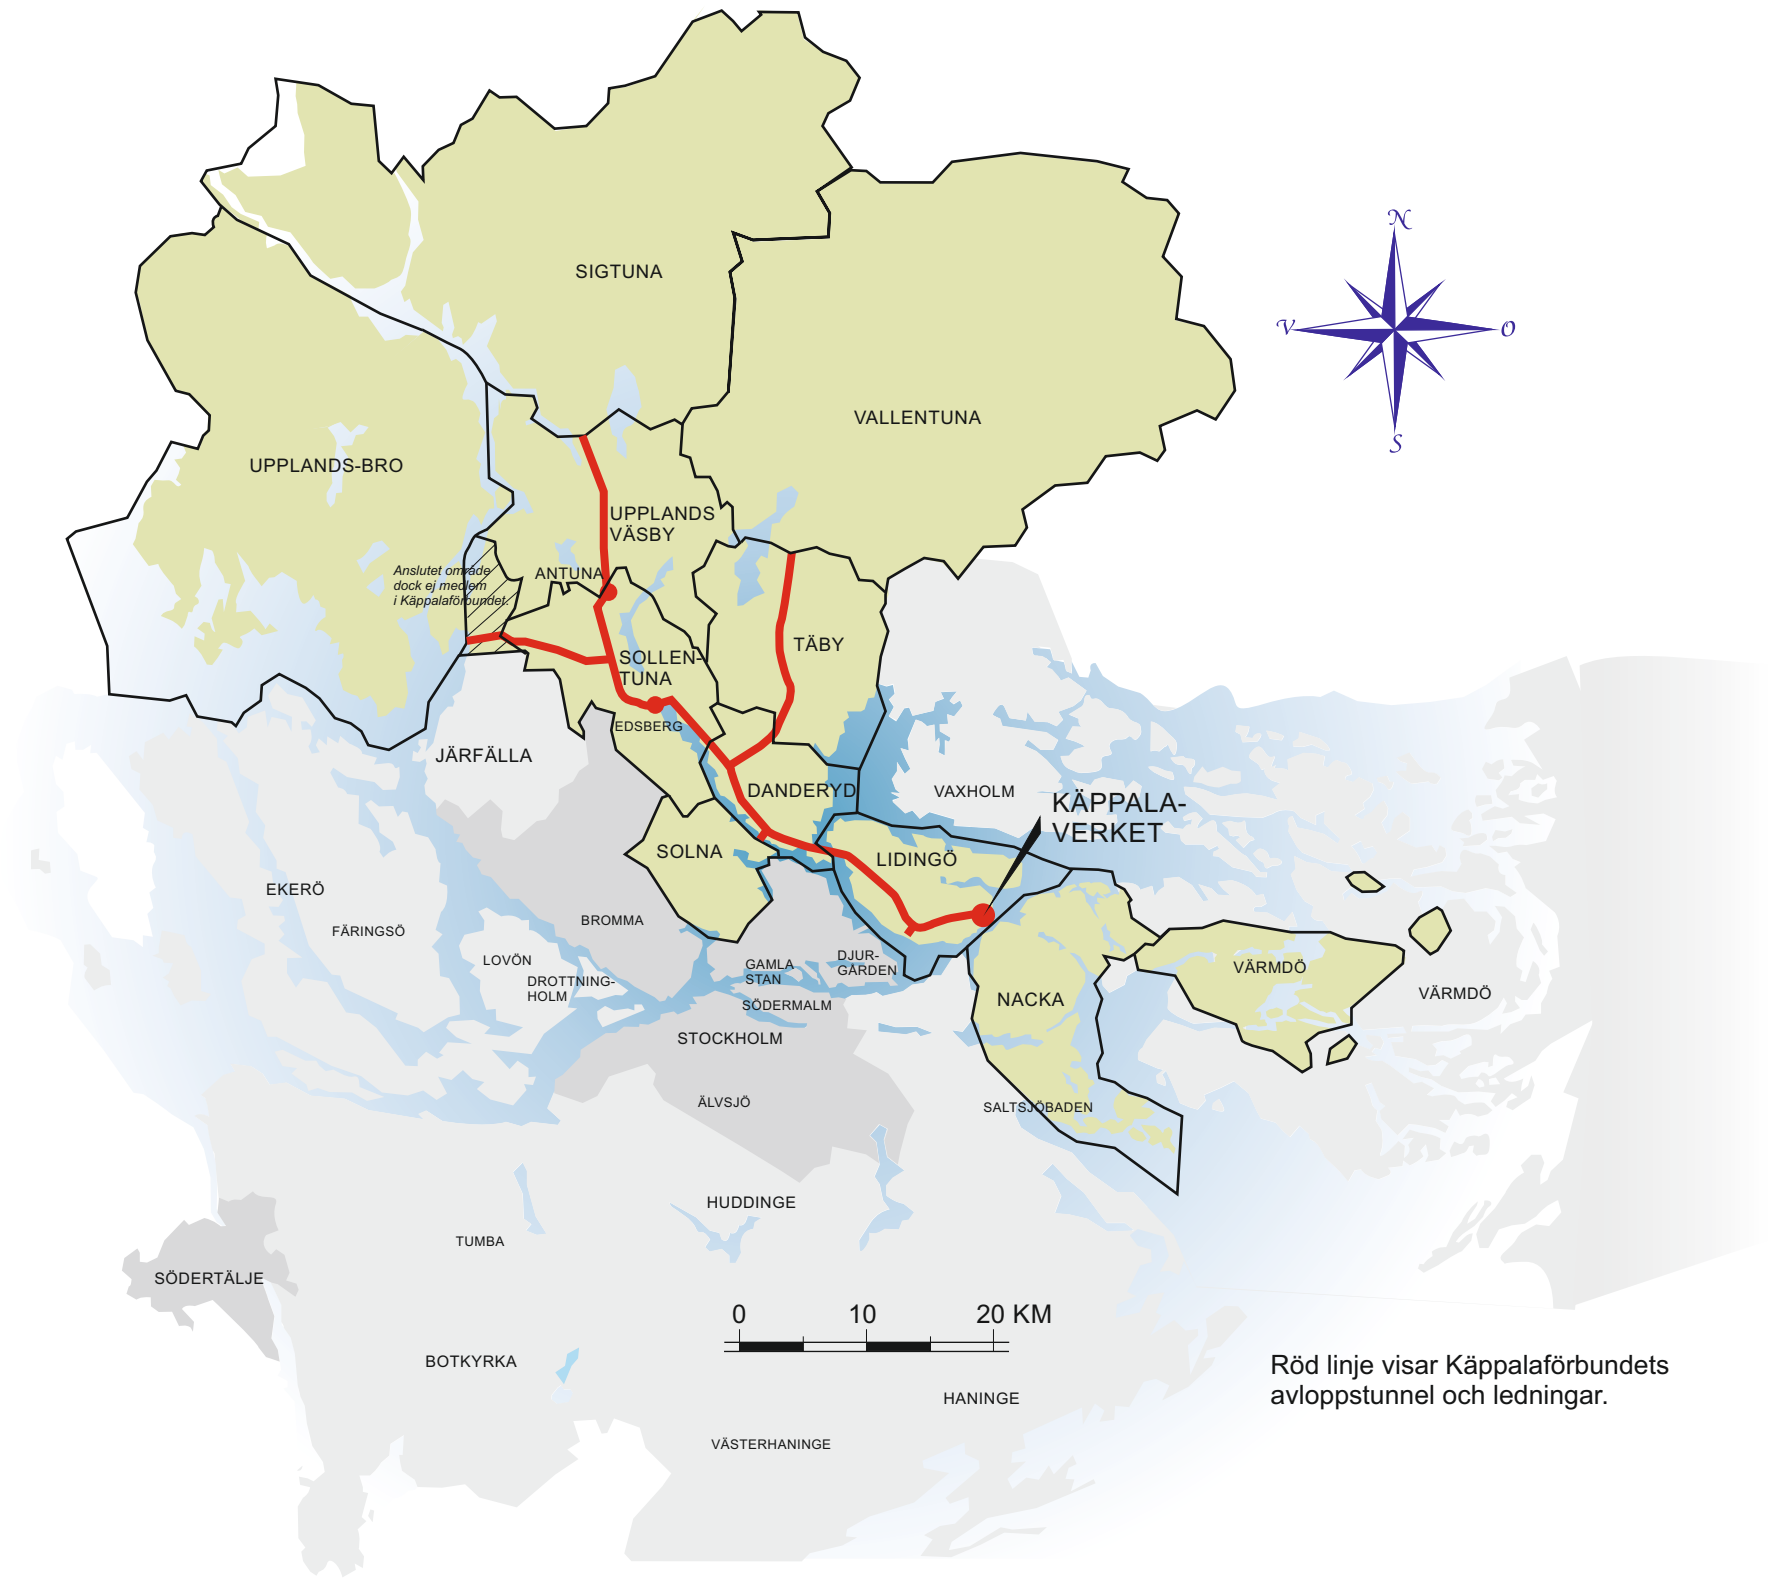 N
V
O
S
SIGTUNA
VALLENTUNA
UPPLANDS-BRO
UPPLANDS
VÄSBY
Anslutet område
dock ej medlem
i Käppalaförbundet.
ANTUNA
TÄBY
SOLLEN-
TUNA
EDSBERG
JÄRFÄLLA
DANDERYD
VAXHOLM
KÄPPALA-
VERKET
SOLNA
LIDINGÖ
EKERÖ
BROMMA
FÄRINGSÖ
LOVÖN
DROTTNING-
HOLM
GAMLA
STAN
DJUR-
GÅRDEN
SÖDERMALM
NACKA
VÄRMDÖ
VÄRMDÖ
STOCKHOLM
ÄLVSJÖ
SALTSJÖBADEN
HUDDINGE
TUMBA
SÖDERTÄLJE
0 10 20 KM
BOTKYRKA
Röd linje visar Käppalaförbundets
avloppstunnel och ledningar.
HANINGE
VÄSTERHANINGE